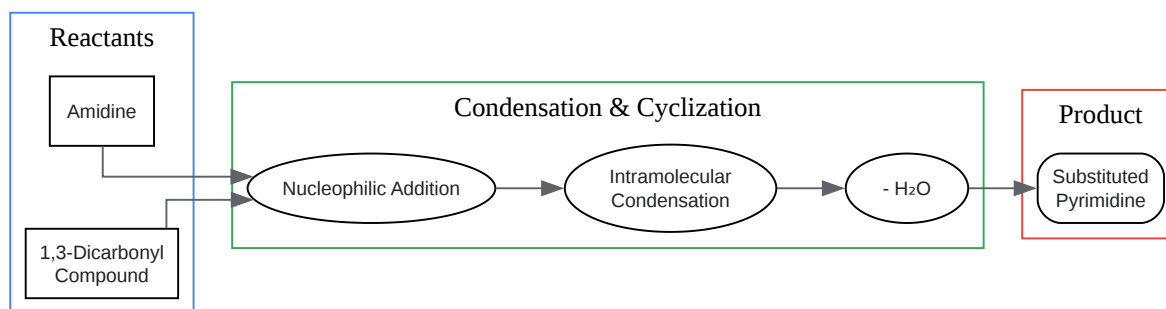 Reactants
Amidine
1,3-Dicarbonyl
Compound
Condensation & Cyclization
Nucleophilic Addition
Intramolecular
Condensation
- H₂O
Product
Substituted
Pyrimidine